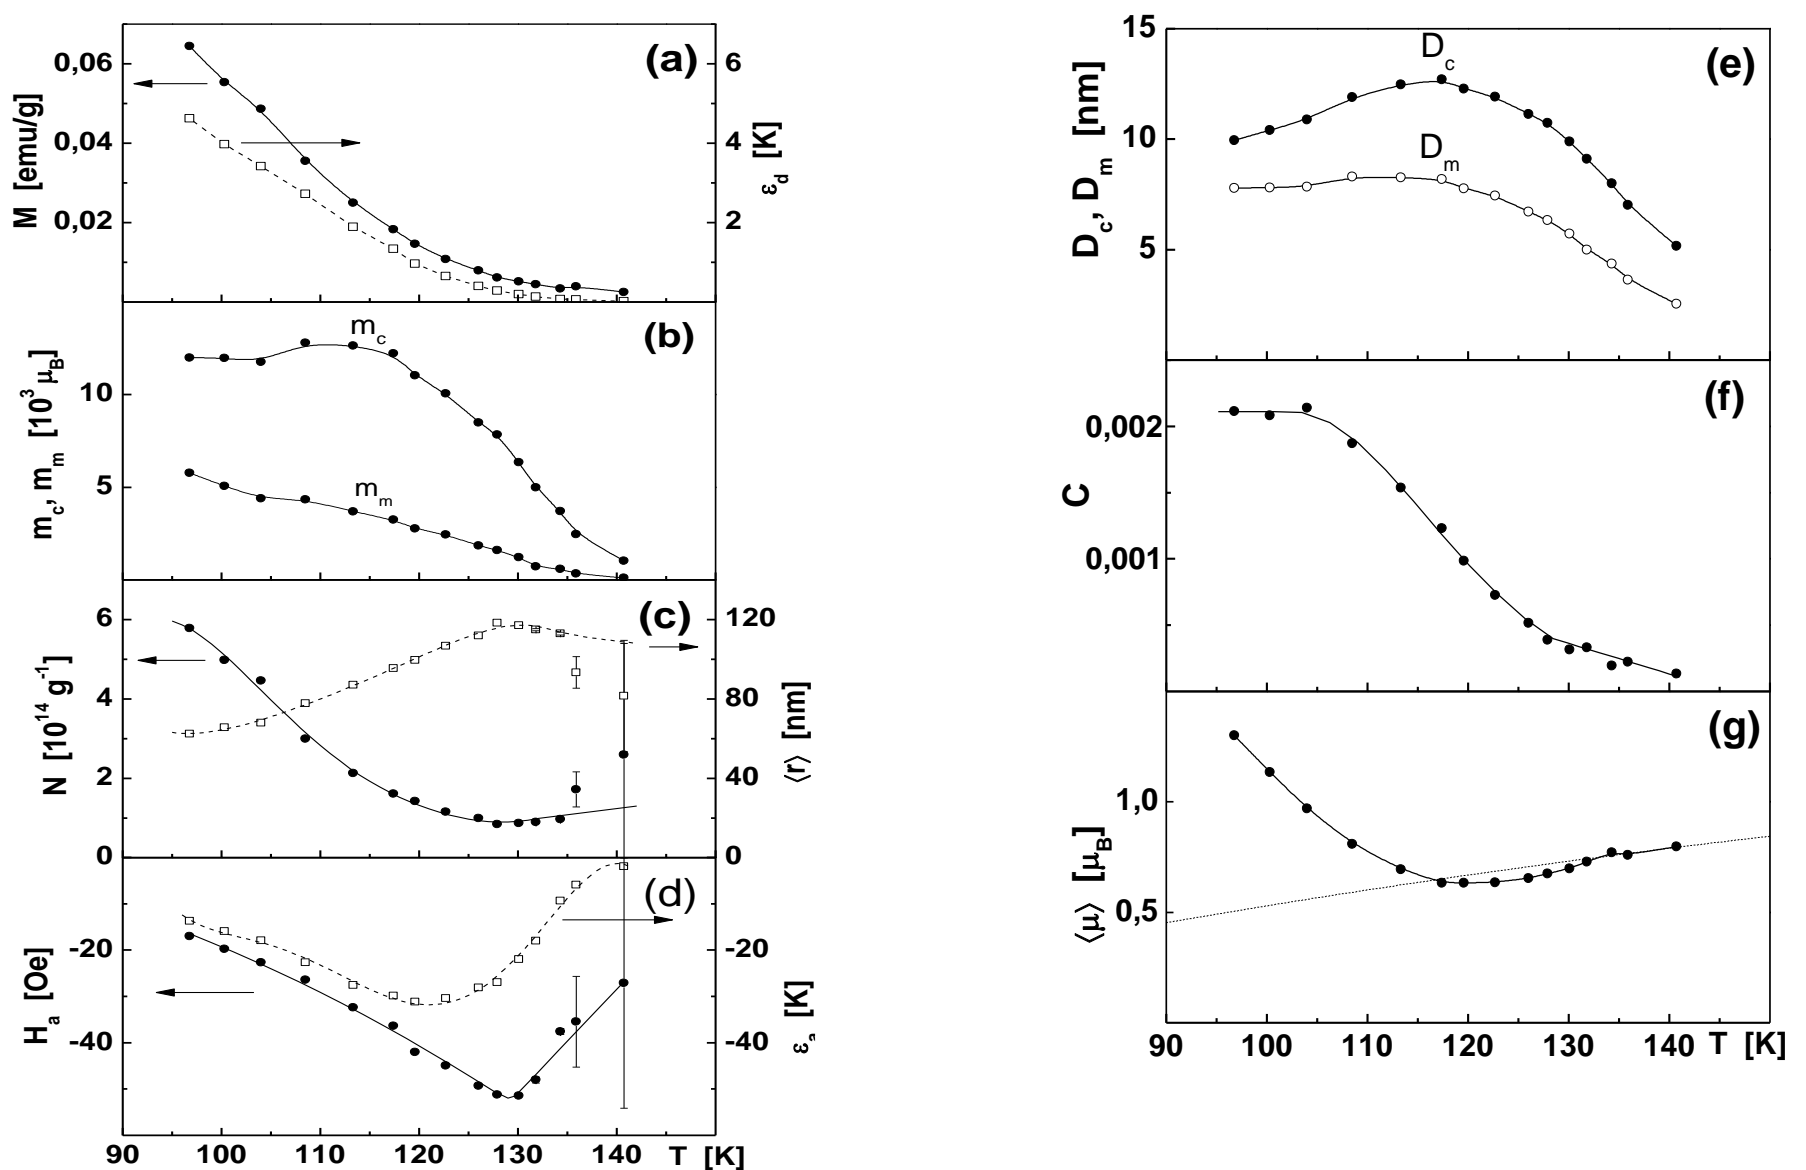 (a)
0,06
0,04
0,02
M [emu/g]
6
4
2
ε_d [K]
(b)
m_c
m_m
10
5
m_c, m_m [10^3 μ_B]
(c)
6
4
2
0
N [10^14 g^-1]
120
80
40
0
⟨r⟩ [nm]
(d)
-20
-40
H_a [Oe]
-20
-40
[K]
90 100 110 120 130 140 T [K]
(e)
D_c
D_m
15
10
5
D_c, D_m [nm]
(f)
0,002
0,001
C
(g)
1,0
0,5
⟨μ⟩ [μ_B]
90 100 110 120 130 140 T [K]